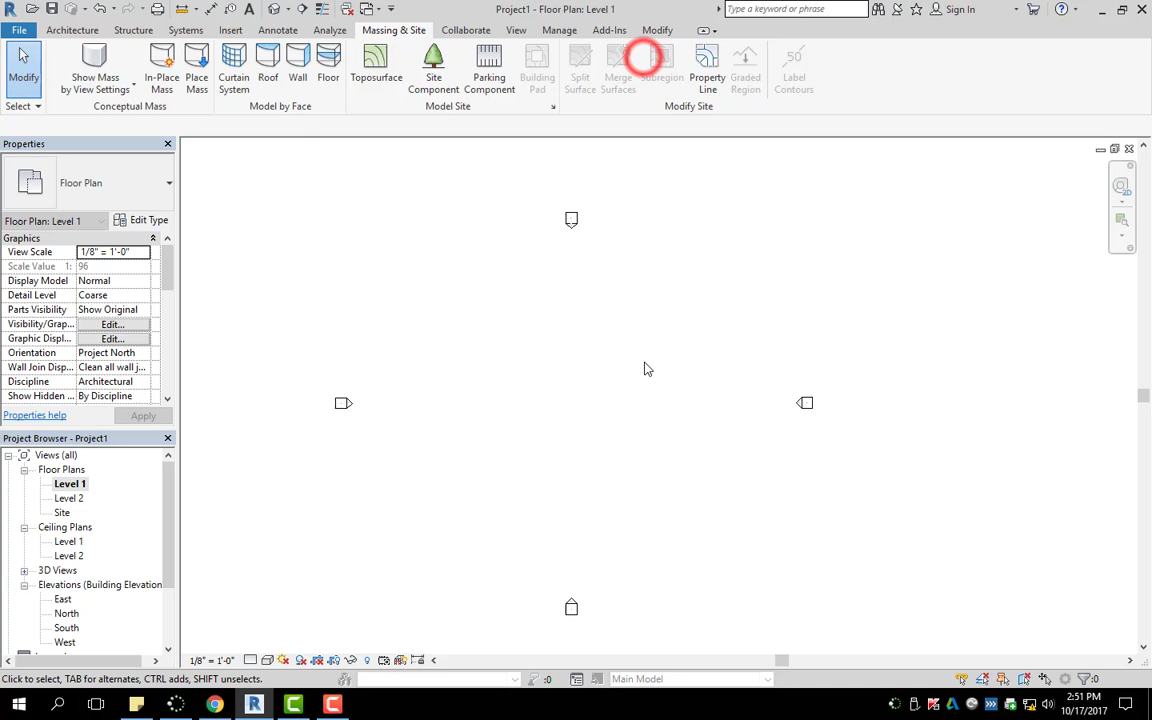 Project1 - Floor Plan: Level 1
Type a keyword or phrase
Sign In
File
Architecture
Structure
Systems
Insert
Annotate
Analyze
Massing & Site
Collaborate
View
Manage
Add-Ins
Modify
Modify
Show Mass
by View Settings
In-Place
Mass
Place
Mass
Curtain
System
Roof
Wall
Floor
Toposurface
Site
Component
Parking
Component
Building
Pad
Split
Surface
Merge
Surfaces
Subregion
Property
Line
Graded
Region
50
Label
Contours
Select
Conceptual Mass
Model by Face
Model Site
Modify Site
Properties
Floor Plan
Floor Plan: Level 1
Edit Type
Graphics
View Scale 1/8" = 1'-0"
Scale Value 1: 96
Display Model Normal
Detail Level Coarse
Parts Visibility Show Original
Visibility/Grap... Edit...
Graphic Displ... Edit...
Orientation Project North
Wall Join Disp... Clean all wall j...
Discipline Architectural
Show Hidden ... By Discipline
Properties help
Apply
Project Browser - Project1
Views (all)
Floor Plans
Level 1
Level 2
Site
Ceiling Plans
Level 1
Level 2
3D Views
Elevations (Building Elevation
East
North
South
West
1/8" = 1'-0"
Click to select, TAB for alternates, CTRL adds, SHIFT unselects.
:0
Main Model
:0
2:51 PM
10/17/2017